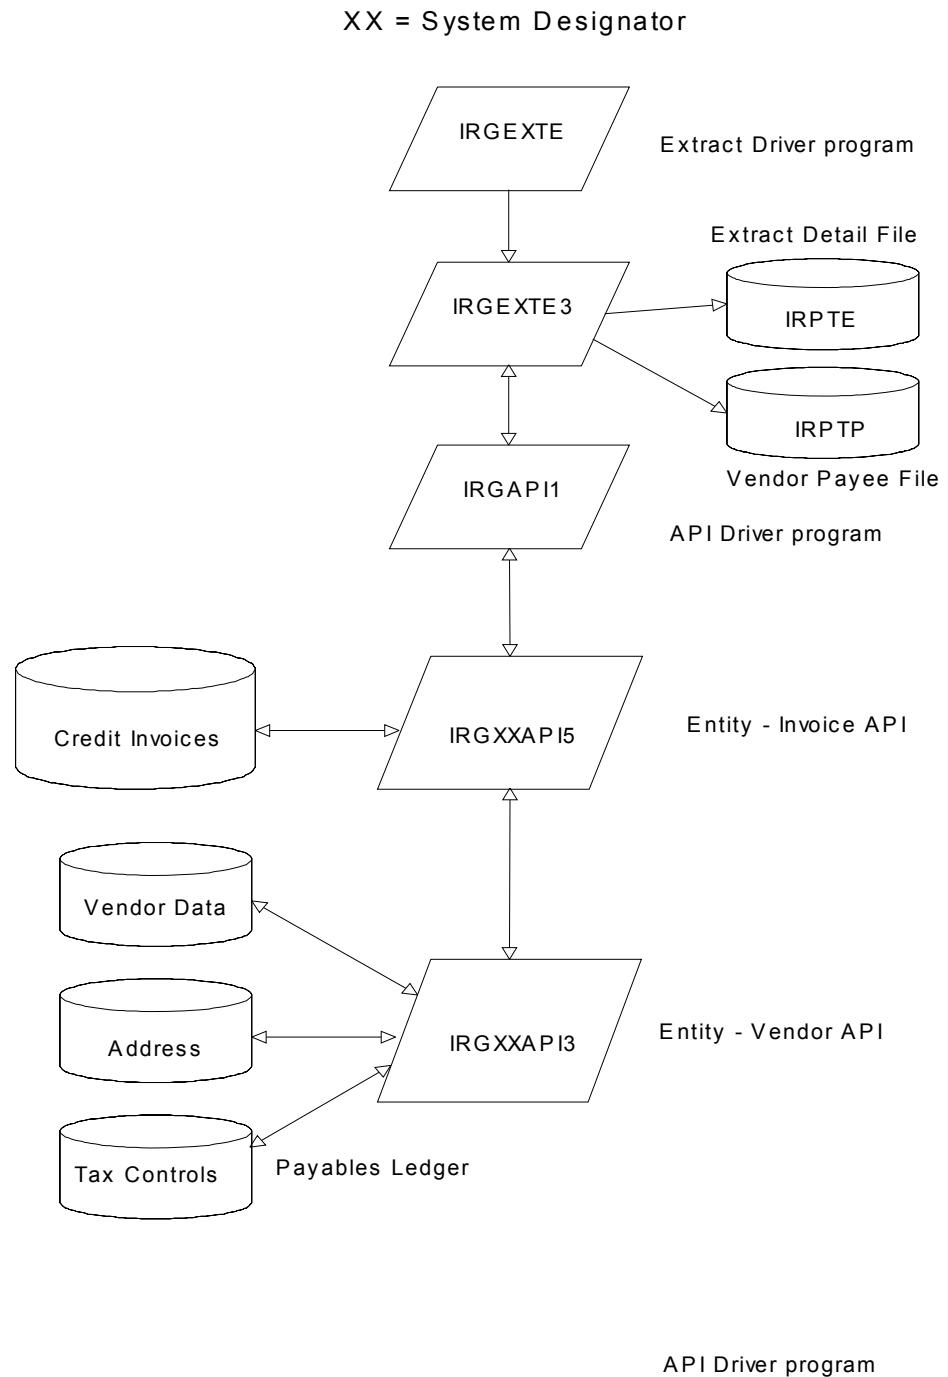 XX = System Designator
IRGEXTE
Extract Driver program
Extract Detail File
IRGEXTE3
IRPTE
IRPTP
Vendor Payee File
IRGAPI1
API Driver program
Credit Invoices
IRGXXAPI5
Entity - Invoice API
Vendor Data
Address
IRGXXAPI3
Entity - Vendor API
Tax Controls
Payables Ledger
API Driver program